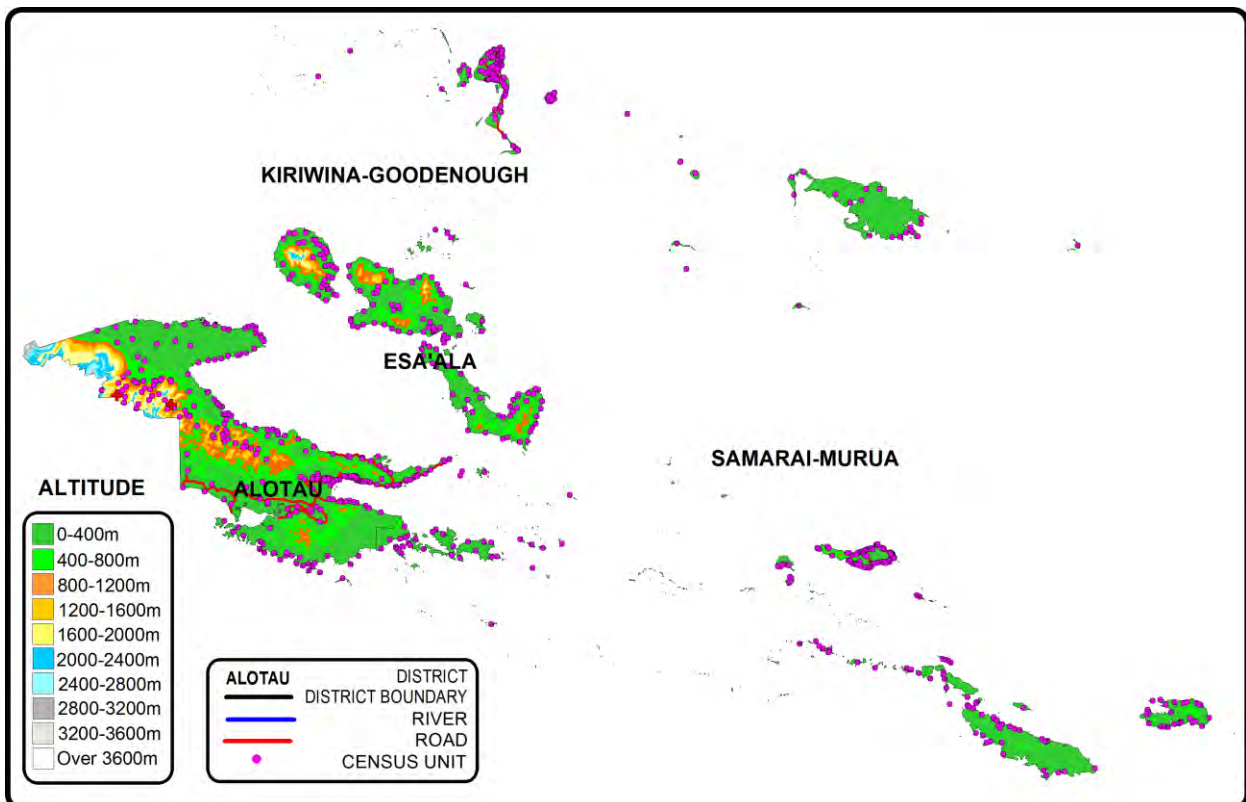 KIRIWINA-GOODENOUGH
ESA'ALA
SAMARAI-MURUA
ALOTAU
ALTITUDE
0-400m
400-800m
800-1200m
1200-1600m
1600-2000m
2000-2400m
2400-2800m
2800-3200m
3200-3600m
Over 3600m
ALOTAU DISTRICT
DISTRICT BOUNDARY
RIVER
ROAD
CENSUS UNIT